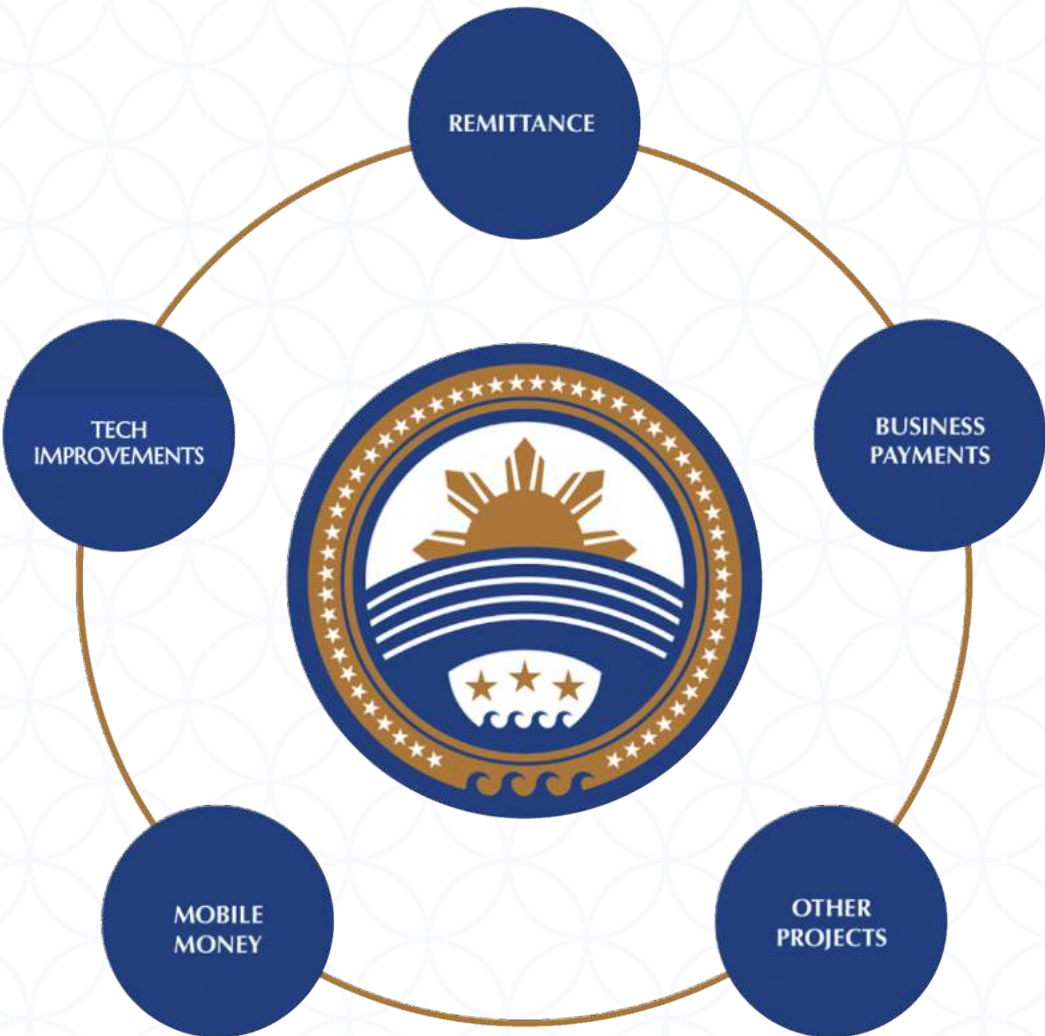 REMITTANCE
BUSINESS
PAYMENTS
OTHER
PROJECTS
MOBILE
MONEY
TECH
IMPROVEMENTS